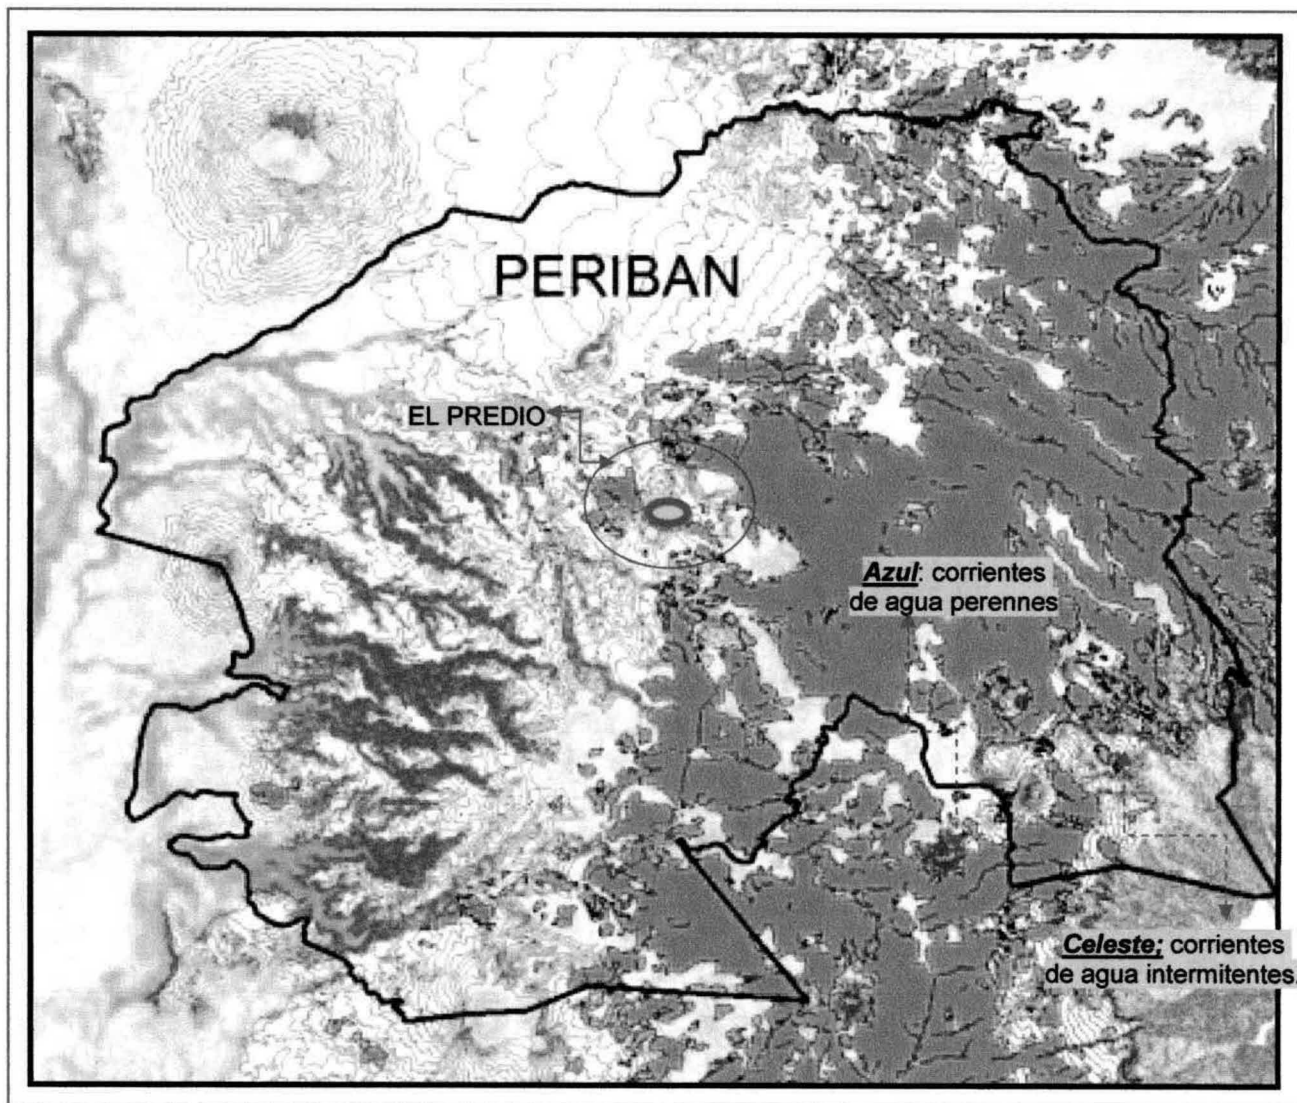 PERIBAN
EL PREDIO
Azul: corrientes
de agua perennes
Celeste; corrientes
de agua intermitentes.